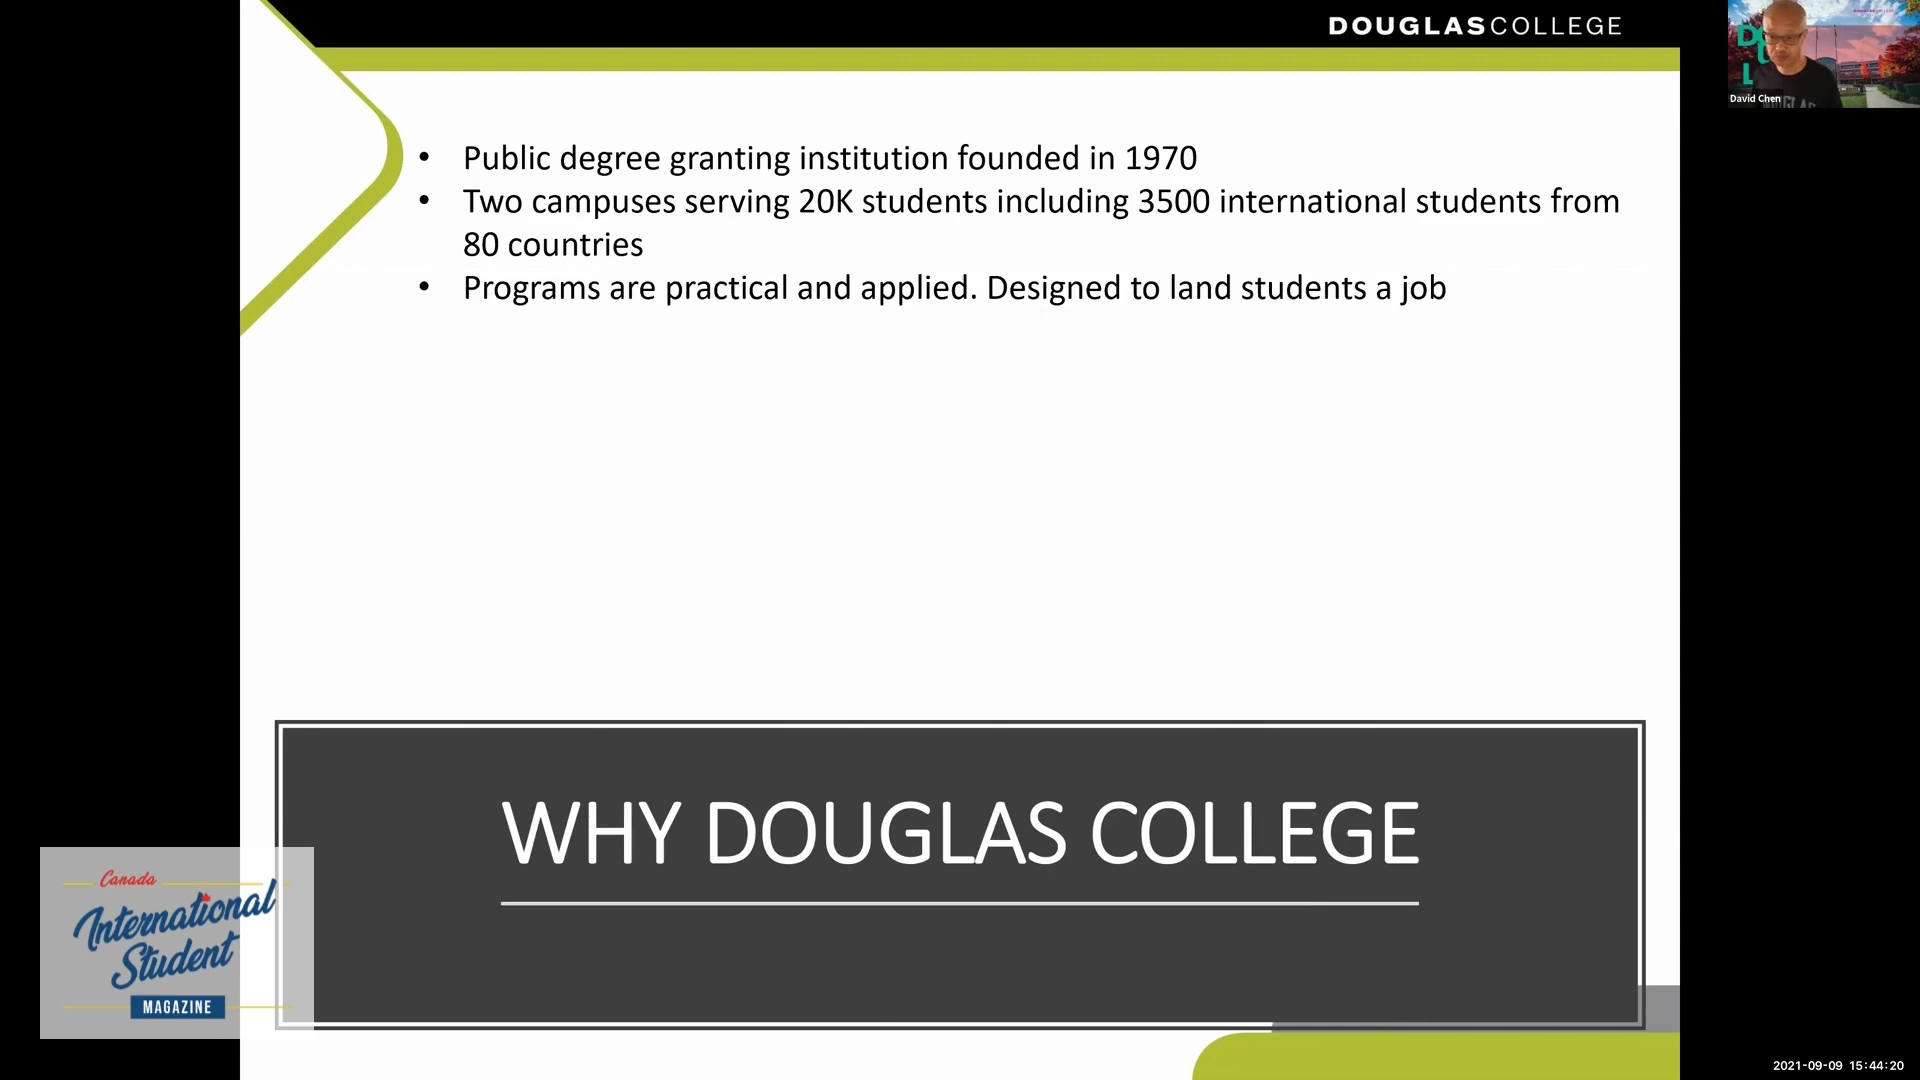 DOUGLASCOLLEGE
David Chen
• Public degree granting institution founded in 1970
• Two campuses serving 20K students including 3500 international students from
80 countries
• Programs are practical and applied. Designed to land students a job
WHY DOUGLAS COLLEGE
Canada
International
Student
MAGAZINE
2021-09-09 15:44:20